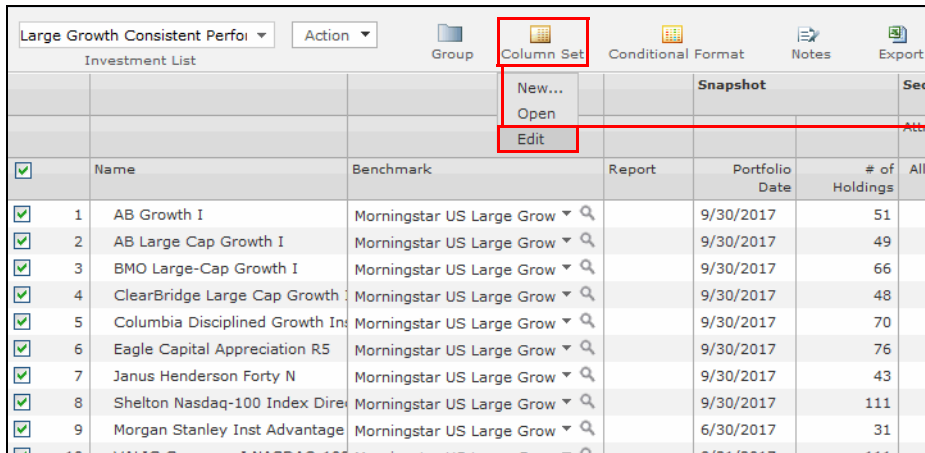 Large Growth Consistent Perfor
Action
Investment List
Group
Column Set
Conditional Format
Notes
Export
New...
Open
Edit
Snapshot
Sec
Name
Benchmark
Report
Portfolio Date
# of Holdings
All
1 AB Growth I Morningstar US Large Grow 9/30/2017 51
2 AB Large Cap Growth I Morningstar US Large Grow 9/30/2017 49
3 BMO Large-Cap Growth I Morningstar US Large Grow 9/30/2017 66
4 ClearBridge Large Cap Growth I Morningstar US Large Grow 9/30/2017 48
5 Columbia Disciplined Growth Ins Morningstar US Large Grow 9/30/2017 70
6 Eagle Capital Appreciation R5 Morningstar US Large Grow 9/30/2017 76
7 Janus Henderson Forty N Morningstar US Large Grow 9/30/2017 43
8 Shelton Nasdaq-100 Index Direc Morningstar US Large Grow 9/30/2017 111
9 Morgan Stanley Inst Advantage Morningstar US Large Grow 6/30/2017 31